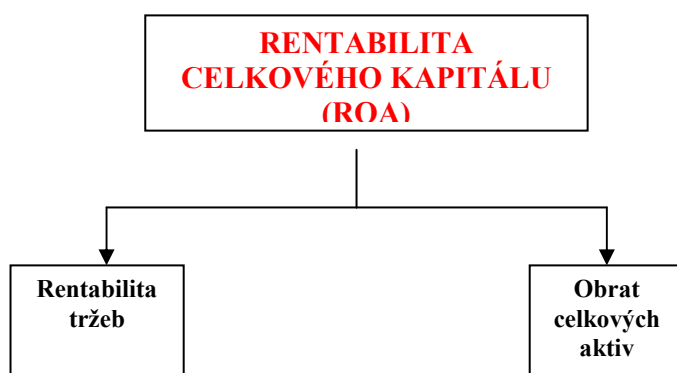 RENTABILITA
CELKOVÉHO KAPITÁLU
(ROA)
Rentabilita
tržeb
Obrat
celkových
aktiv